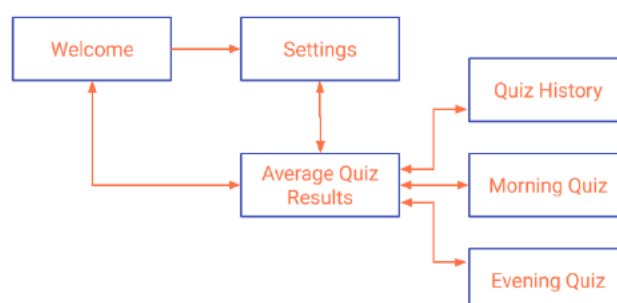 Welcome
Settings
Quiz History
Average Quiz
Results
Morning Quiz
Evening Quiz